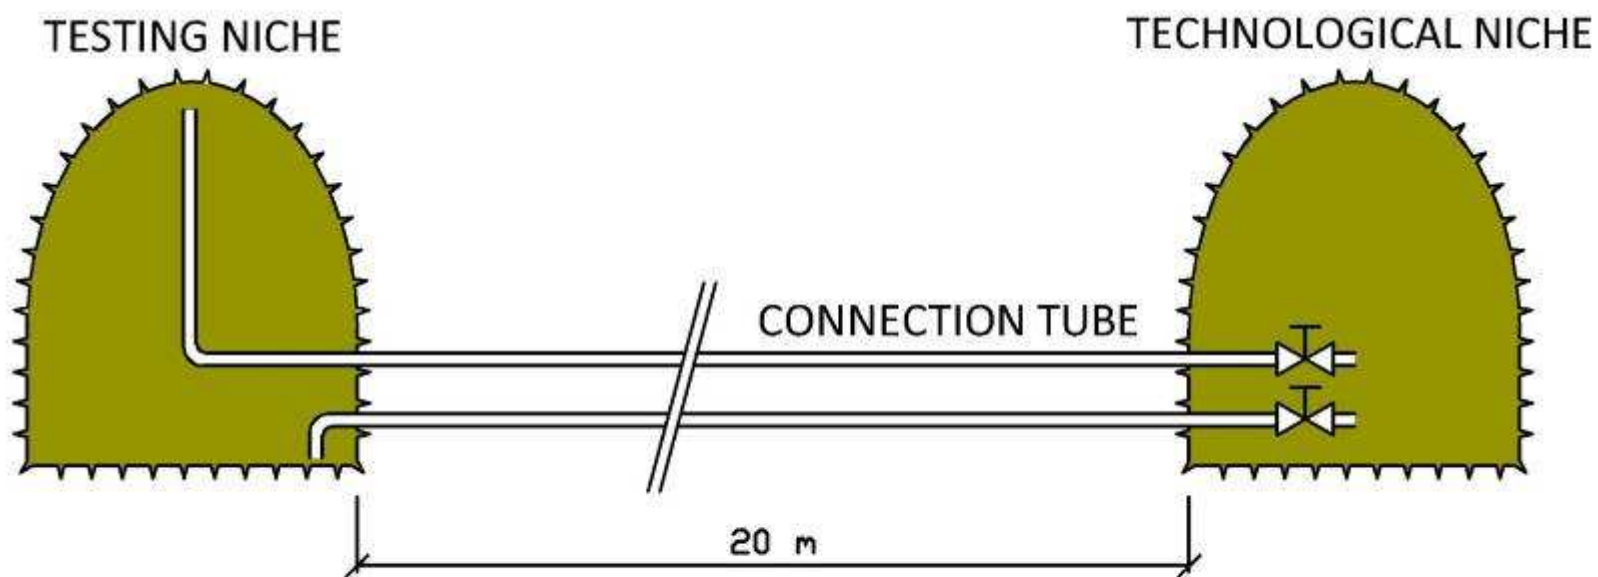 TESTING NICHE
TECHNOLOGICAL NICHE
CONNECTION TUBE
20 m